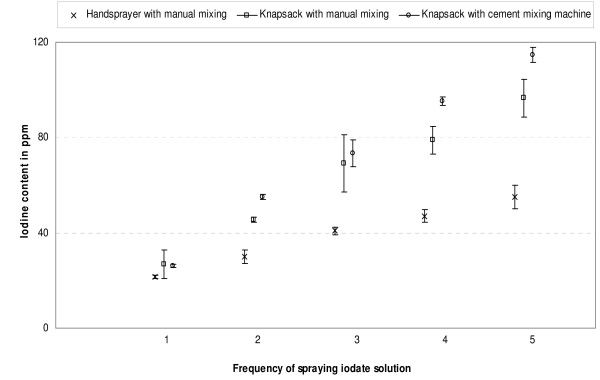 Handsprayer with manual mixing Knapsack with manual mixing Knapsack with cement mixing machine
120
80
40
0
Iodine content in ppm
1 2 3 4 5
Frequency of spraying iodate solution